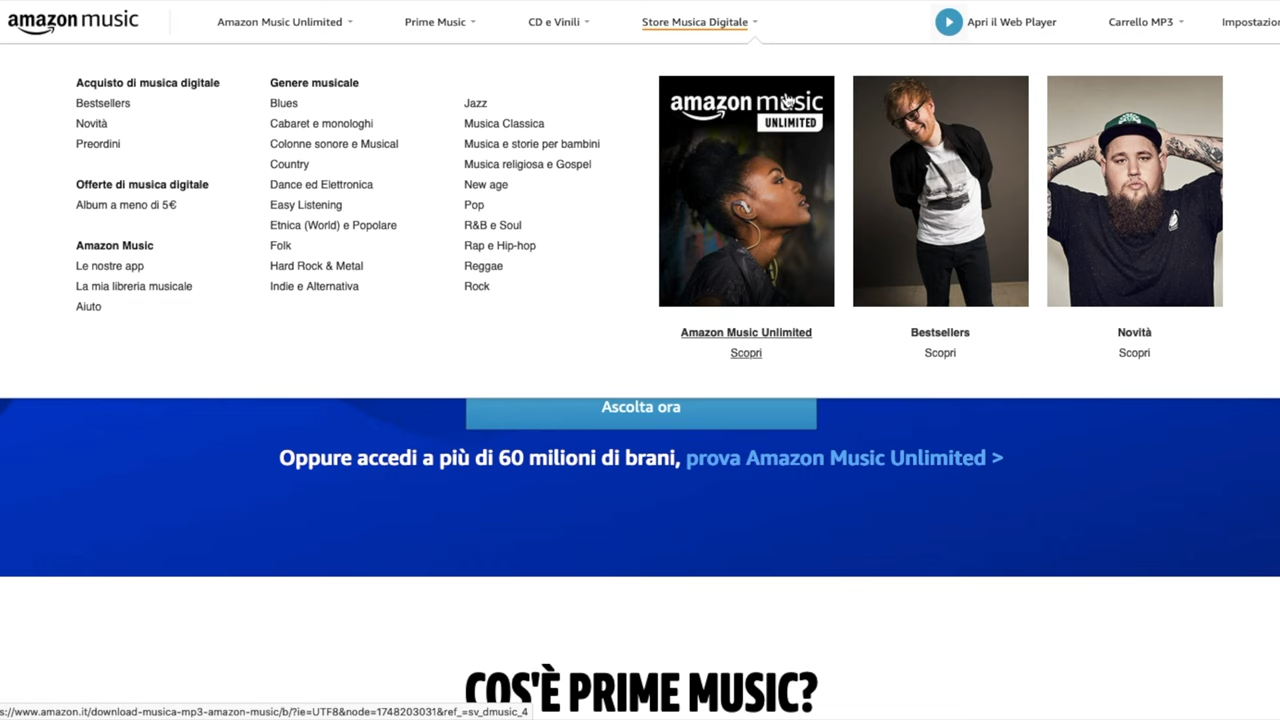 amazon music
Amazon Music Unlimited
Prime Music
CD e Vinili
Store Musica Digitale
Apri il Web Player
Carrello MP3
Impostazion
Acquisto di musica digitale
Bestsellers
Novità
Preordini
Offerte di musica digitale
Album a meno di 5€
Amazon Music
Le nostre app
La mia libreria musicale
Aiuto
Genere musicale
Blues
Cabaret e monologhi
Colonne sonore e Musical
Country
Dance ed Elettronica
Easy Listening
Etnica (World) e Popolare
Folk
Hard Rock & Metal
Indie e Alternativa
Jazz
Musica Classica
Musica e storie per bambini
Musica religiosa e Gospel
New age
Pop
R&B e Soul
Rap e Hip-hop
Reggae
Rock
amazon music
UNLIMITED
Amazon Music Unlimited
Scopri
Bestsellers
Scopri
Novità
Scopri
Ascolta ora
Oppure accedi a più di 60 milioni di brani, prova Amazon Music Unlimited >
COS'È PRIME MUSIC?
s://www.amazon.it/download-musica-mp3-amazon-music/b/?ie=UTF8&node=1748203031&ref_=sv_dmusic_4